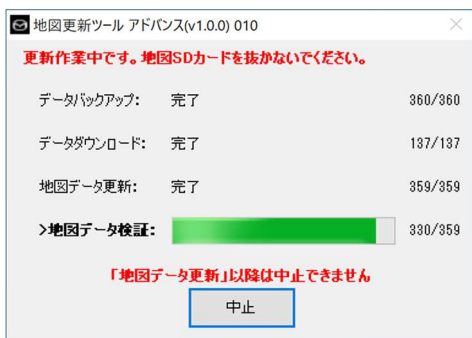 地図更新ツール アドバンス(v1.0.0) 010
更新作業中です。地図SDカードを抜かないでください。
データバックアップ: 完了 360/360
データダウンロード: 完了 137/137
地図データ更新: 完了 359/359
>地図データ検証: 330/359
「地図データ更新」以降は中止できません
中止